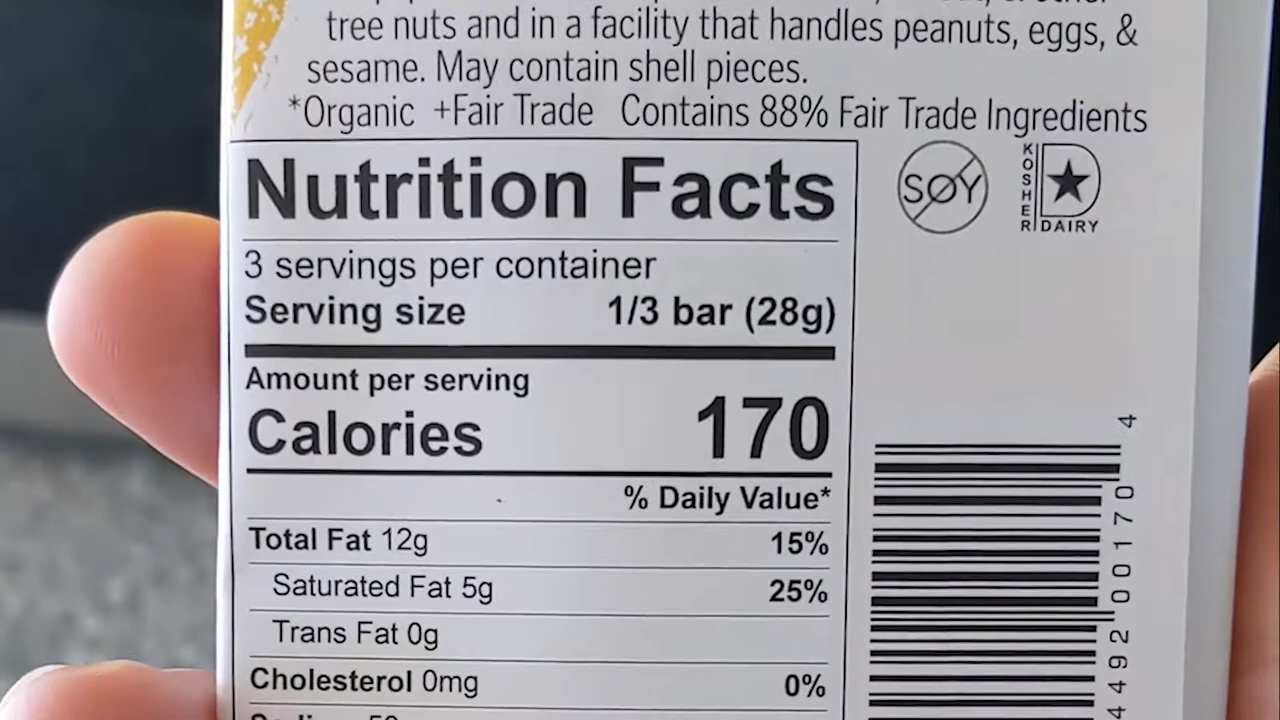 tree nuts and in a facility that handles peanuts, eggs, &
sesame. May contain shell pieces.
*Organic +Fair Trade Contains 88% Fair Trade Ingredients
Nutrition Facts
3 servings per container
Serving size 1/3 bar (28g)
Amount per serving
Calories 170
% Daily Value*
Total Fat 12g 15%
Saturated Fat 5g 25%
Trans Fat 0g
Cholesterol 0mg 0%
SOY
KOSHER
D
DAIRY
4492 00170 4